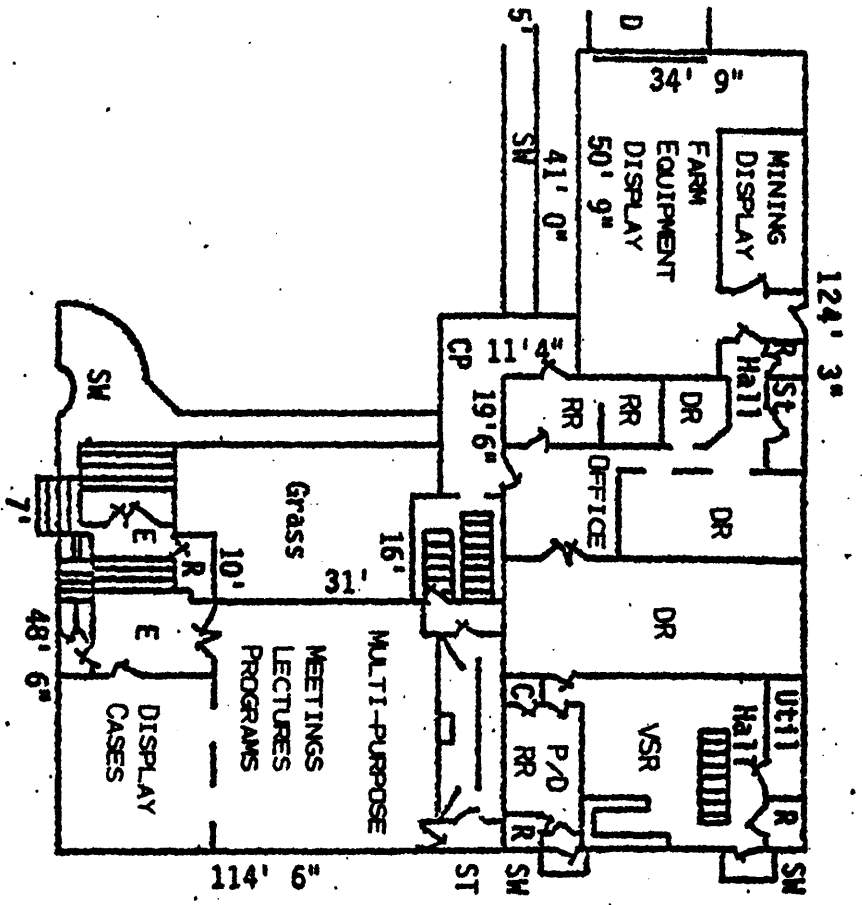 5'
D
34' 9"
SW
41' 0"
50' 9"
FARM
EQUIPMENT
DISPLAY
MINING
DISPLAY
124' 3"
CP
11'4"
R
Hall
St
19'6"
RR
RR
DR
OFFICE
DR
SW
Grass
16'
7'
E
R
10'
31'
DR
48' 6"
E
DISPLAY
CASES
MEETINGS
LECTURES
PROGRAMS
MULTI-PURPOSE
C
P/D
RR
VSR
Hall
Util
R
R
114' 6"
ST
SW
SW